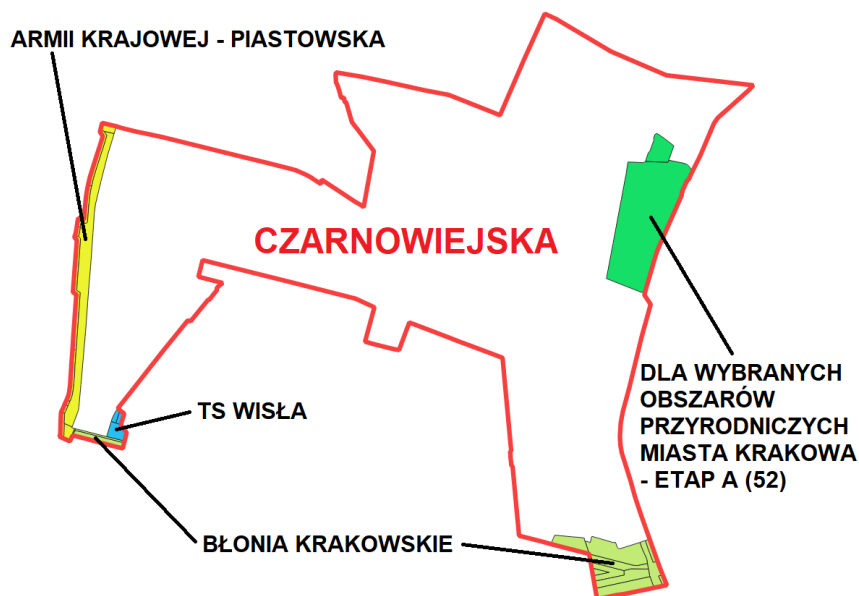 ARMII KRAJOWEJ - PIASTOWSKA
CZARNOWIEJSKA
DLA WYBRANYCH
OBSZARÓW
PRZYRODNICZYCH
MIASTA KRAKOWA
- ETAP A (52)
TS WISŁA
BŁONIA KRAKOWSKIE